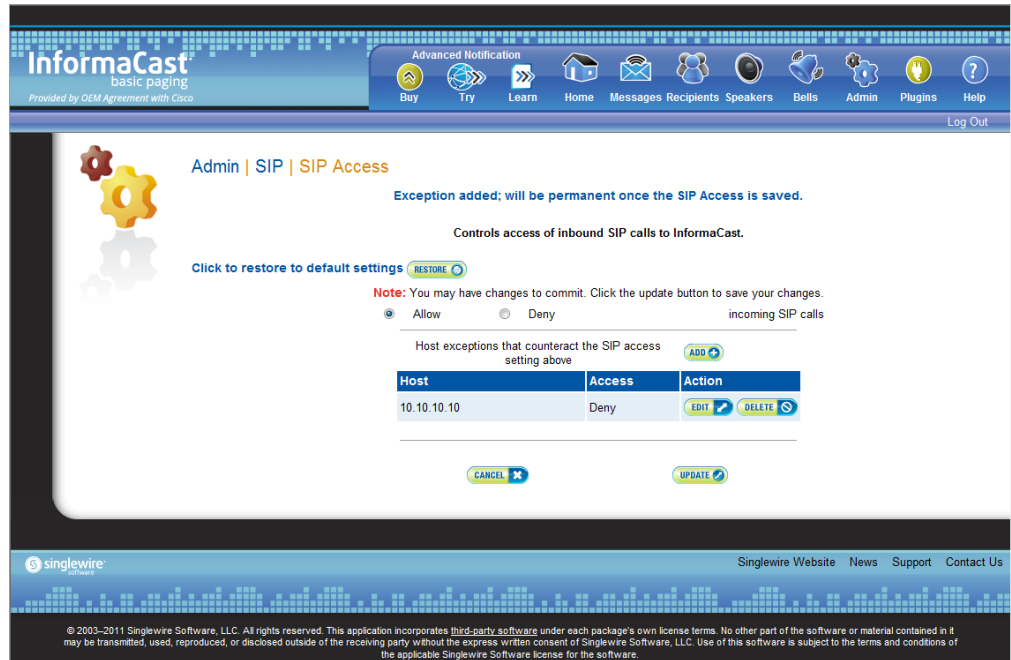 InformaCast
basic paging
Provided by OEM Agreement with Cisco
Advanced Notification
Buy Try Learn Home Messages Recipients Speakers Bells Admin Plugins Help
Log Out
Admin | SIP | SIP Access
Exception added; will be permanent once the SIP Access is saved.
Controls access of inbound SIP calls to InformaCast.
Click to restore to default settings RESTORE
Note: You may have changes to commit. Click the update button to save your changes.
Allow Deny incoming SIP calls
Host exceptions that counteract the SIP access
setting above
ADD
Host Access Action
10.10.10.10 Deny EDIT DELETE
CANCEL UPDATE
singlewire
software
Singlewire Website News Support Contact Us
© 2003–2011 Singlewire Software, LLC. All rights reserved. This application incorporates third-party software under each package's own license terms. No other part of the software or material contained in it
may be transmitted, used, reproduced, or disclosed outside of the receiving party without the express written consent of Singlewire Software, LLC. Use of this software is subject to the terms and conditions of
the applicable Singlewire Software license for the software.